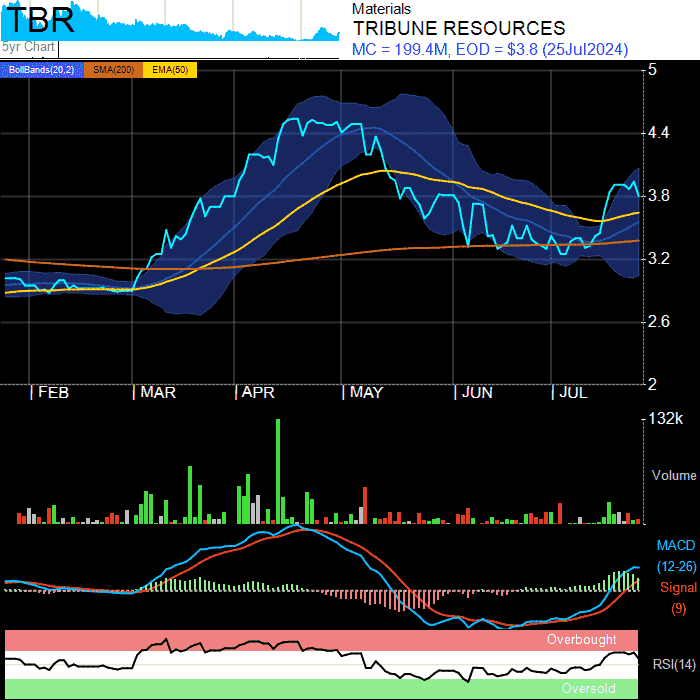 TBR
5yr Chart
Materials
TRIBUNE RESOURCES
MC = 199.4M, EOD = $3.8 (25Jul2024)
BollBands(20,2) SMA(200) EMA(50)
5
4.4
3.8
3.2
2.6
2
| FEB | MAR | APR | MAY | JUN | JUL
132k
Volume
MACD
(12-26)
Signal
(9)
Overbought
RSI(14)
Oversold